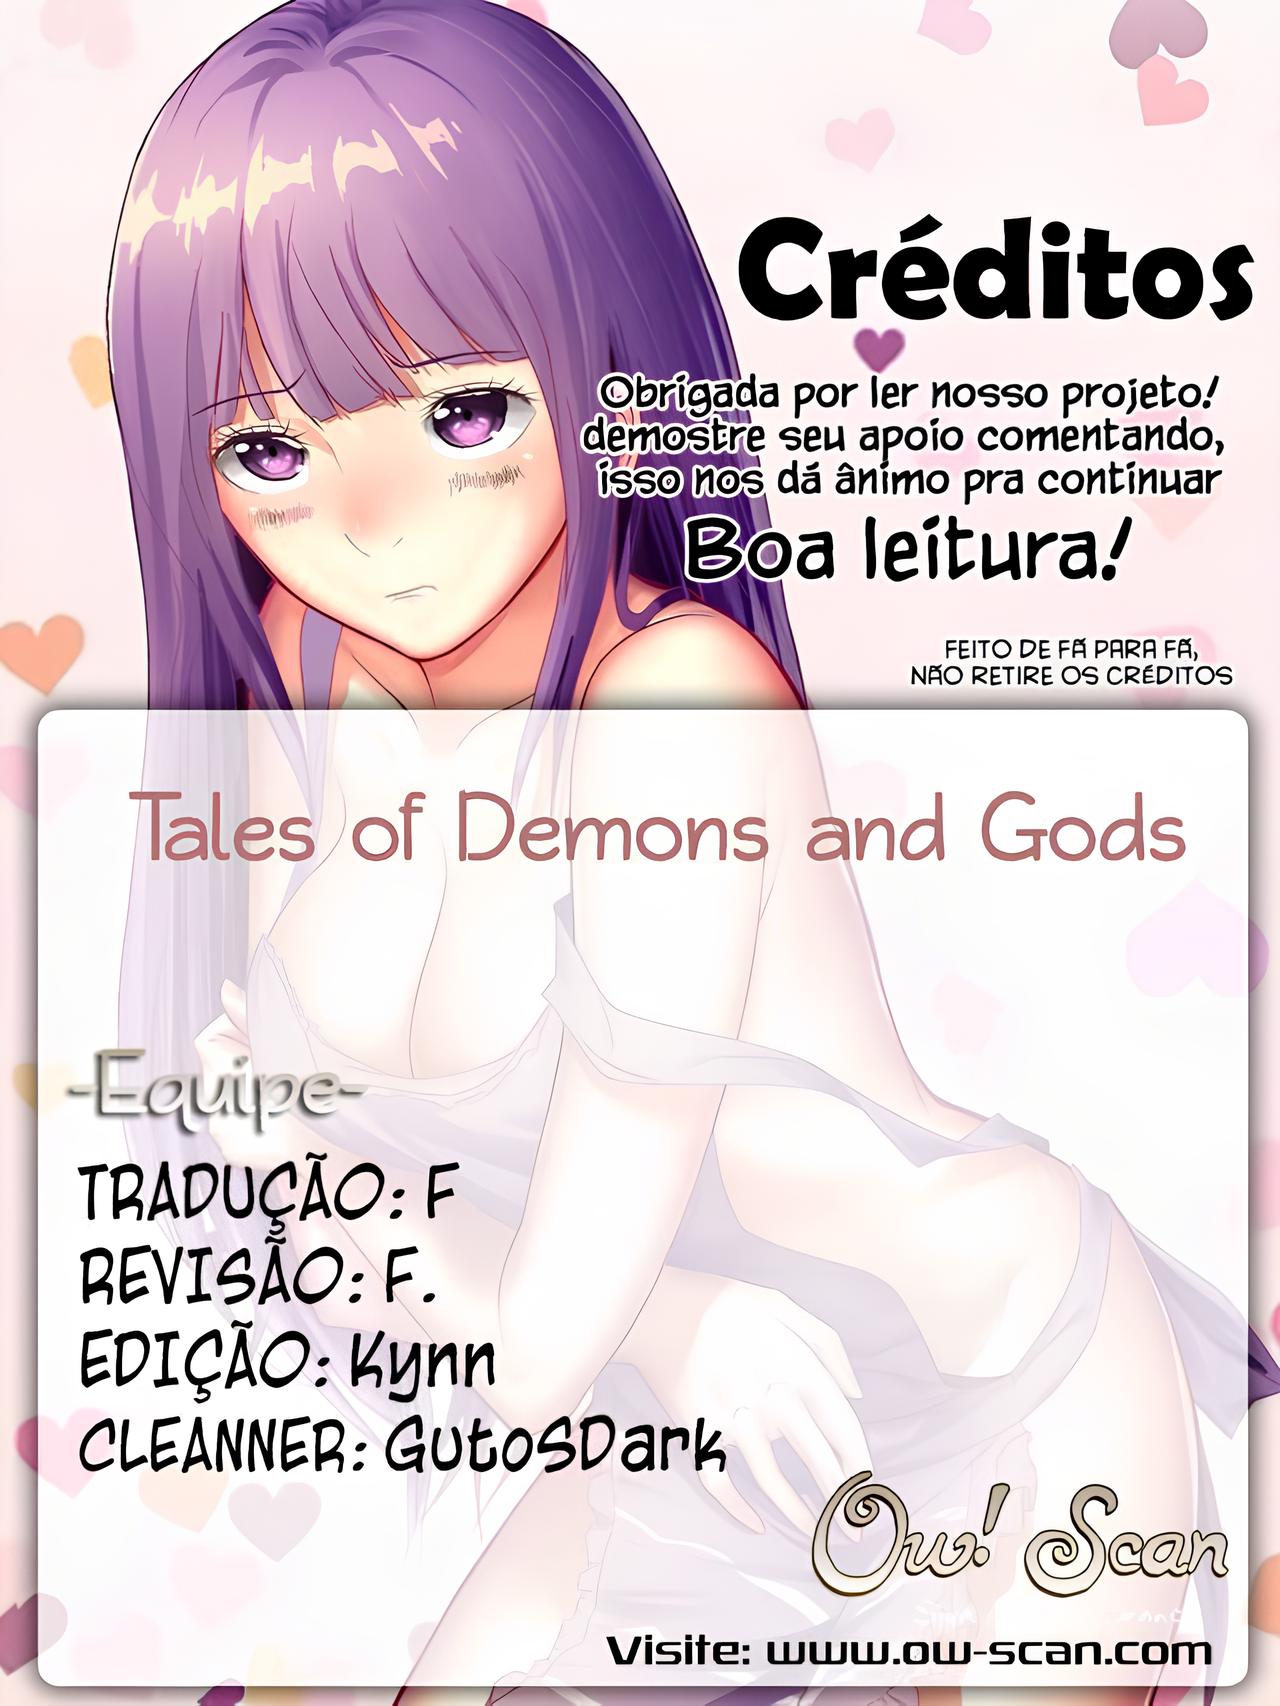 Créditos
Obrigada por ler nosso projeto!
demostre seu apoio comentando,
isso nos dá ânimo pra continuar
Boa leitura!
FEITO DE FÃ PARA FÃ,
NÃO RETIRE OS CRÉDITOS
Tales of Demons and Gods
-Equipe-
TRADUÇÃO: F
REVISÃO: F.
EDIÇÃO: Kynn
CLEANNER: GutoSDark
Ow! Scan
Visite: www.ow-scan.com